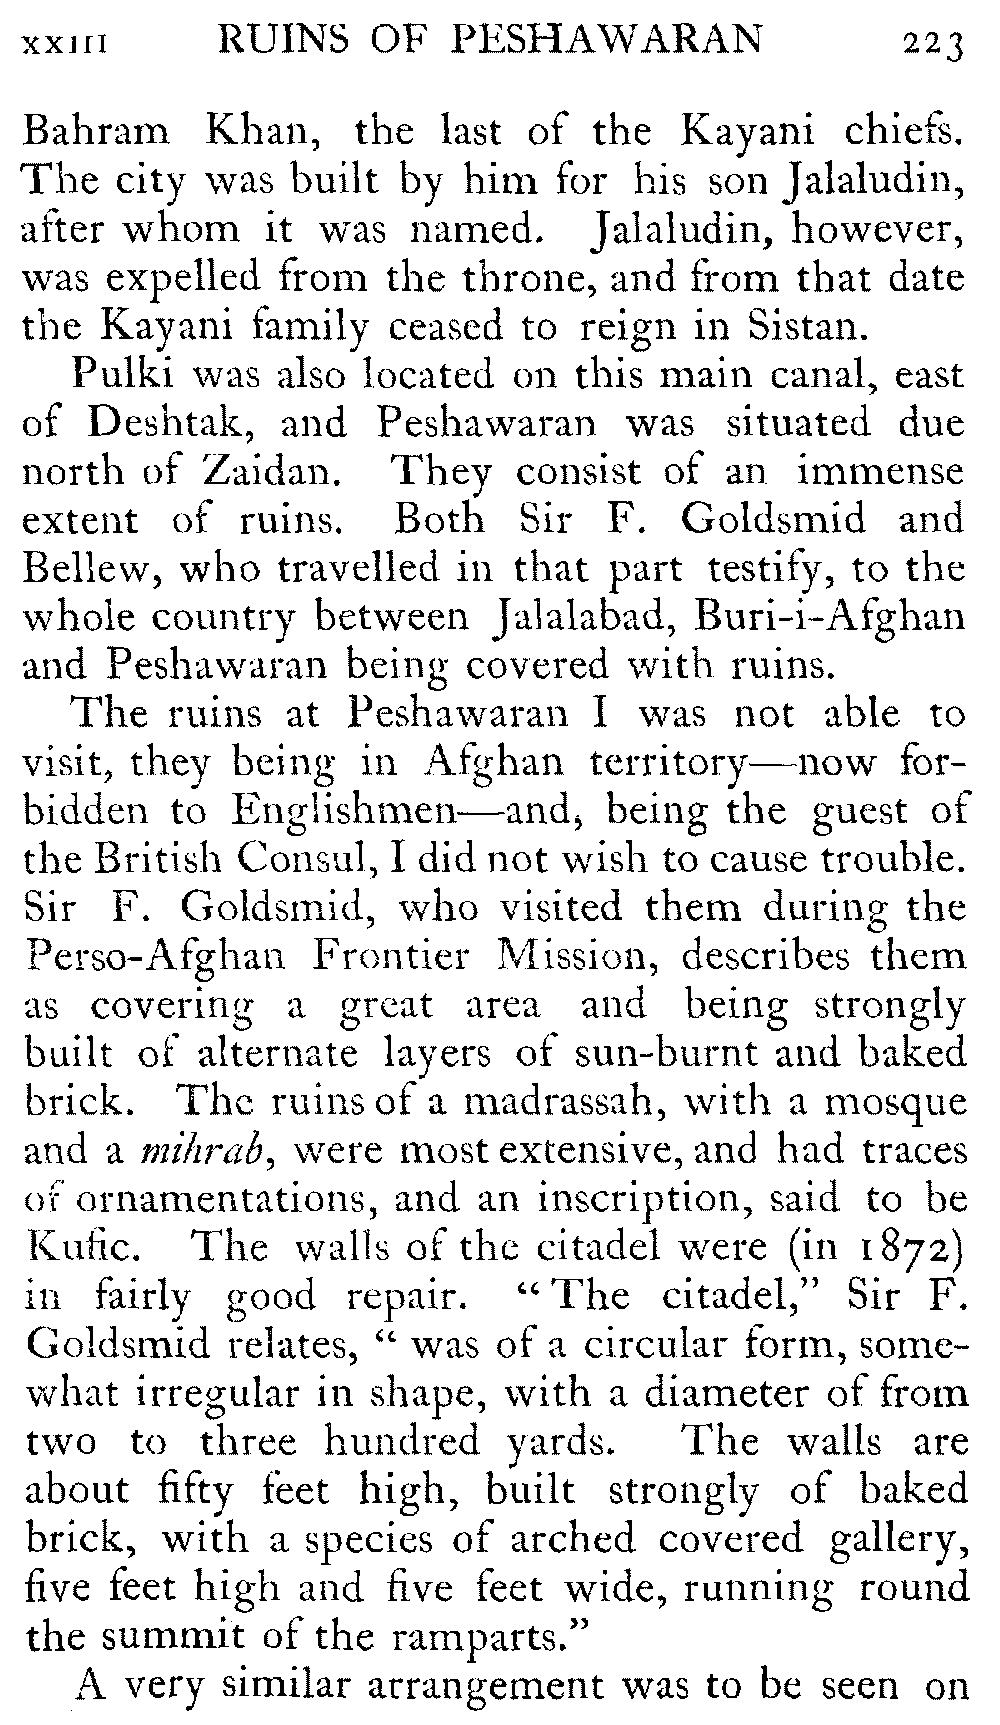 XXIII RUINS OF PESHAWARAN 223
Bahram Khan, the last of the Kayani chiefs.
The city was built by him for his son Jalaludin,
after whom it was named. Jalaludin, however,
was expelled from the throne, and from that date
the Kayani family ceased to reign in Sistan.
Pulki was also located on this main canal, east
of Deshtak, and Peshawaran was situated due
north of Zaidan. They consist of an immense
extent of ruins. Both Sir F. Goldsmid and
Bellew, who travelled in that part testify, to the
whole country between Jalalabad, Buri-i-Afghan
and Peshawaran being covered with ruins.
The ruins at Peshawaran I was not able to
visit, they being in Afghan territory—now for-
bidden to Englishmen—and, being the guest of
the British Consul, I did not wish to cause trouble.
Sir F. Goldsmid, who visited them during the
Perso-Afghan Frontier Mission, describes them
as covering a great area and being strongly
built of alternate layers of sun-burnt and baked
brick. The ruins of a madrassah, with a mosque
and a mihrab, were most extensive, and had traces
of ornamentations, and an inscription, said to be
Kufic. The walls of the citadel were (in 1872)
in fairly good repair. “The citadel,” Sir F.
Goldsmid relates, “ was of a circular form, some-
what irregular in shape, with a diameter of from
two to three hundred yards. The walls are
about fifty feet high, built strongly of baked
brick, with a species of arched covered gallery,
five feet high and five feet wide, running round
the summit of the ramparts.”
A very similar arrangement was to be seen on